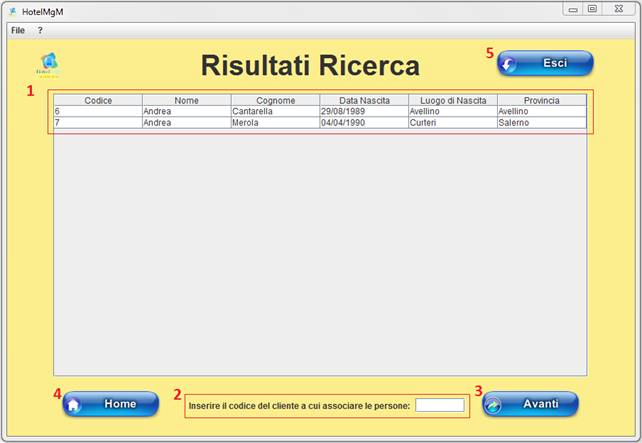 HotelMgM
File ?
Risultati Ricerca
5
Esci
1
Codice Nome Cognome Data Nascita Luogo di Nascita Provincia
6 Andrea Cantarella 29/08/1989 Avellino Avellino
7 Andrea Merola 04/04/1990 Curteri Salerno
4
Home
2
Inserire il codice del cliente a cui associare le persone:
3
Avanti